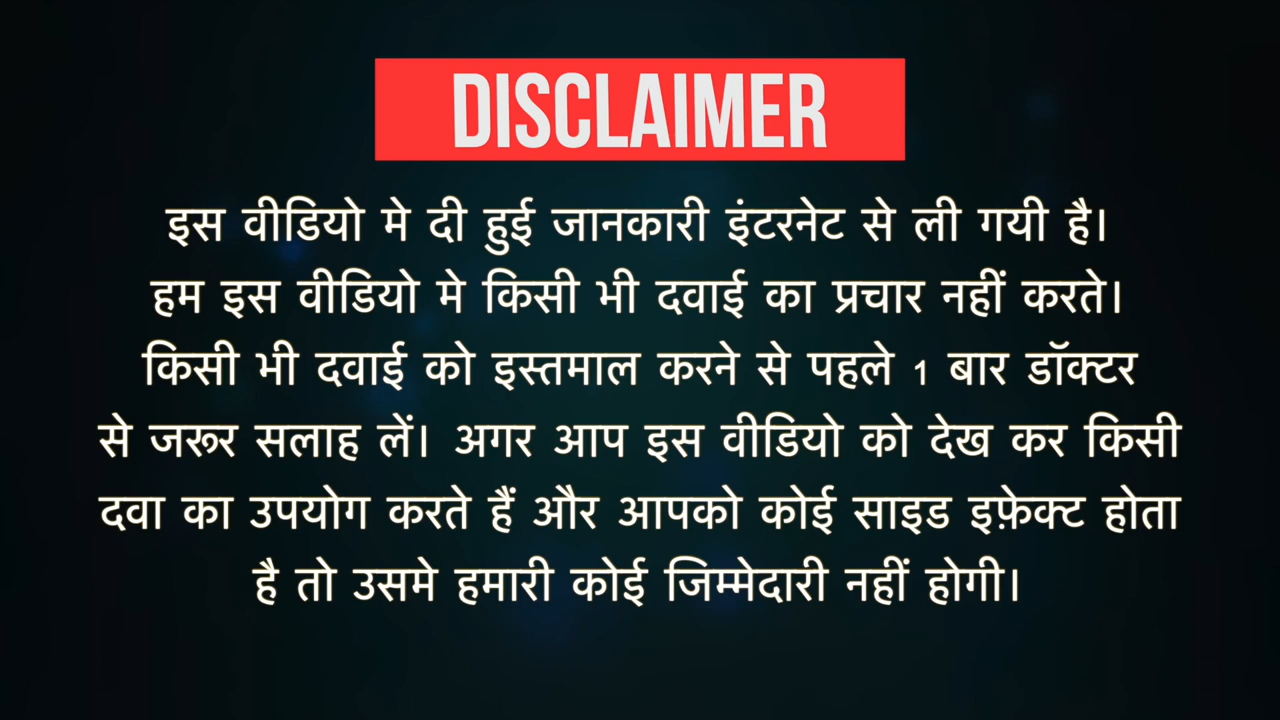 DISCLAIMER
इस वीडियो मे दी हुई जानकारी इंटरनेट से ली गयी है।
हम इस वीडियो मे किसी भी दवाई का प्रचार नहीं करते।
किसी भी दवाई को इस्तमाल करने से पहले 1 बार डॉक्टर
से जरूर सलाह लें। अगर आप इस वीडियो को देख कर किसी
दवा का उपयोग करते हैं और आपको कोई साइड इफ़ेक्ट होता
है तो उसमे हमारी कोई जिम्मेदारी नहीं होगी।